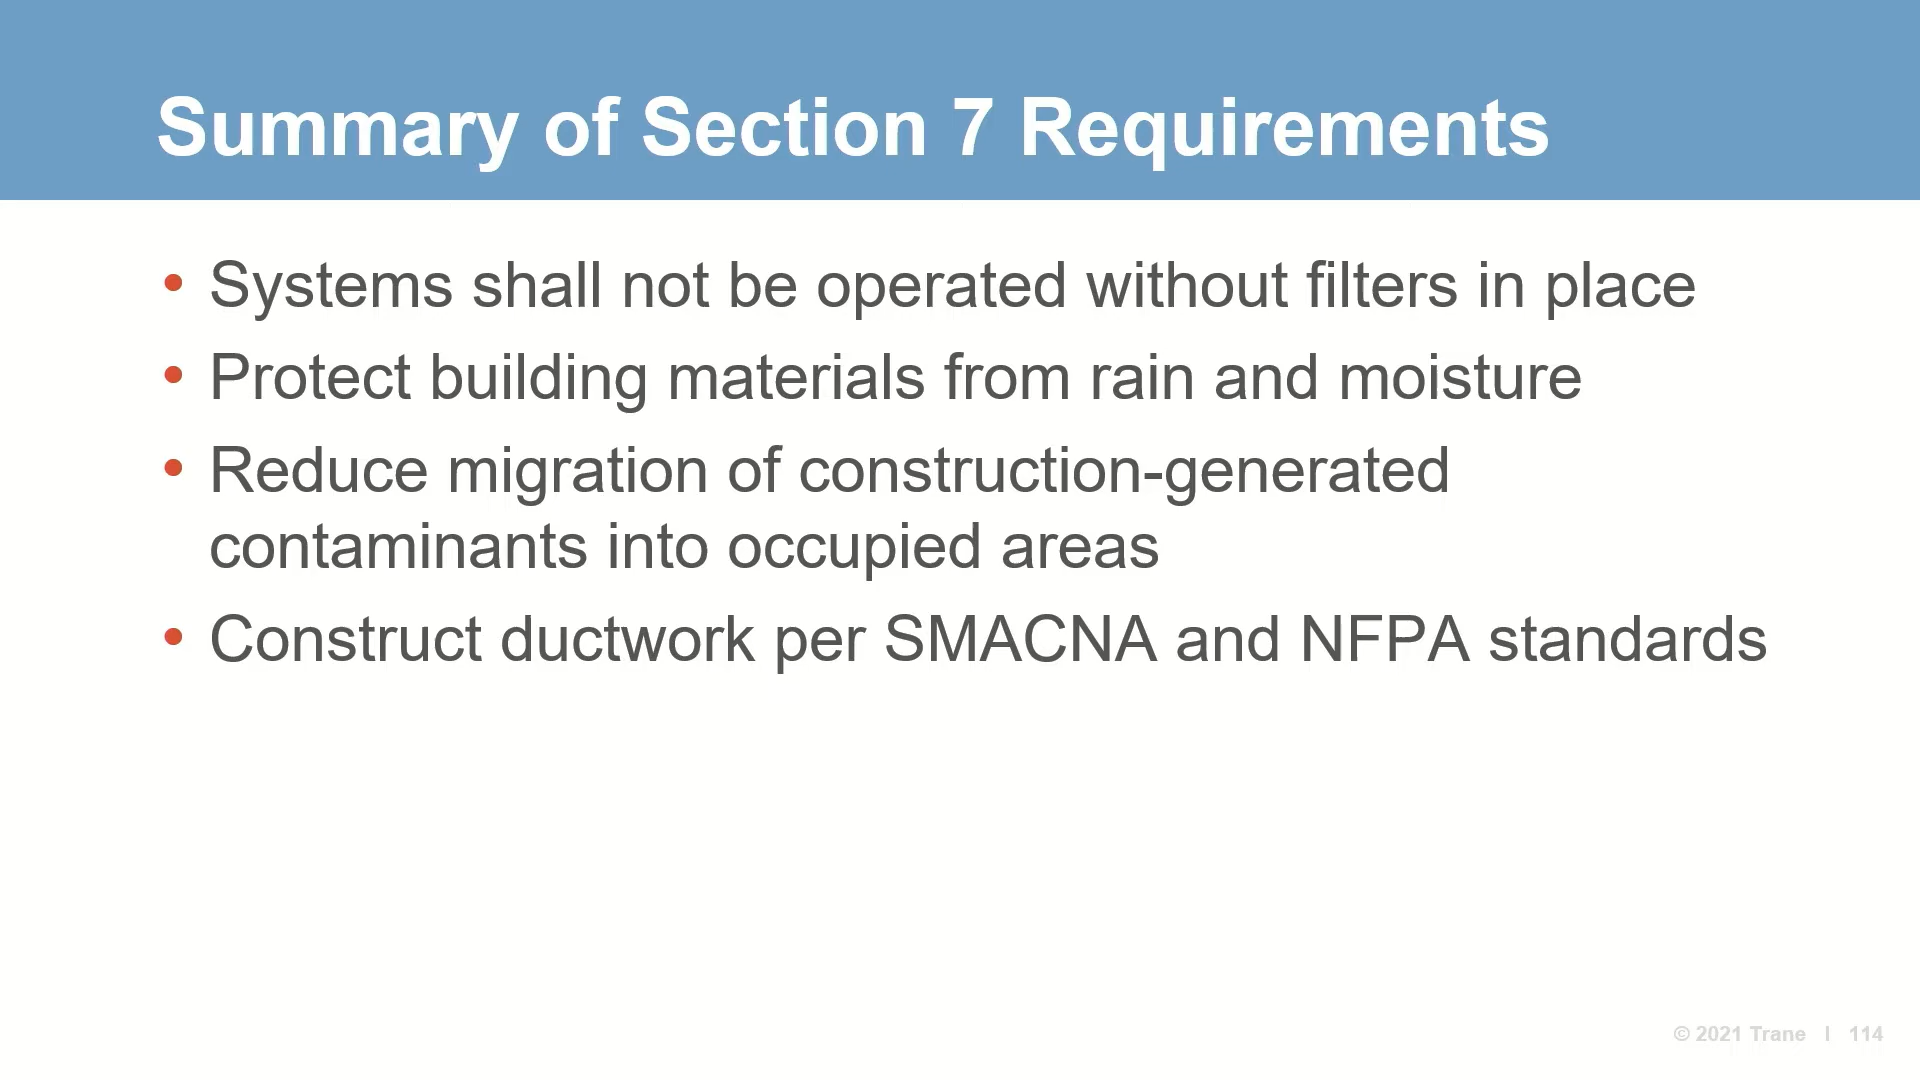 Summary of Section 7 Requirements
• Systems shall not be operated without filters in place
• Protect building materials from rain and moisture
• Reduce migration of construction-generated
contaminants into occupied areas
• Construct ductwork per SMACNA and NFPA standards
© 2021 Trane | 114